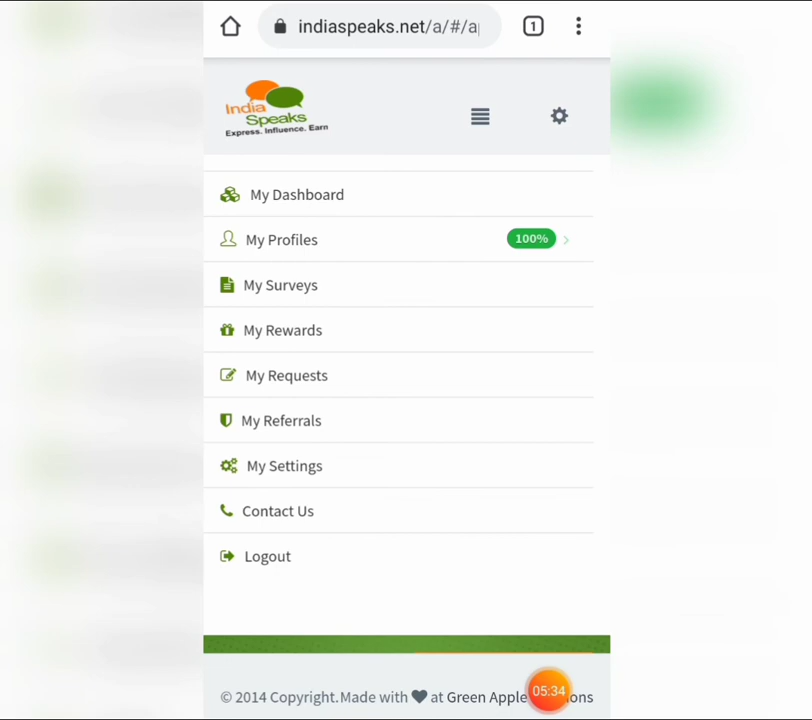 indiaspeaks.net/a/#/a
1
India
Speaks
Express. Influence. Earn
My Dashboard
My Profiles 100%
My Surveys
My Rewards
My Requests
My Referrals
My Settings
Contact Us
Logout
© 2014 Copyright.Made with at Green Apple
05:34